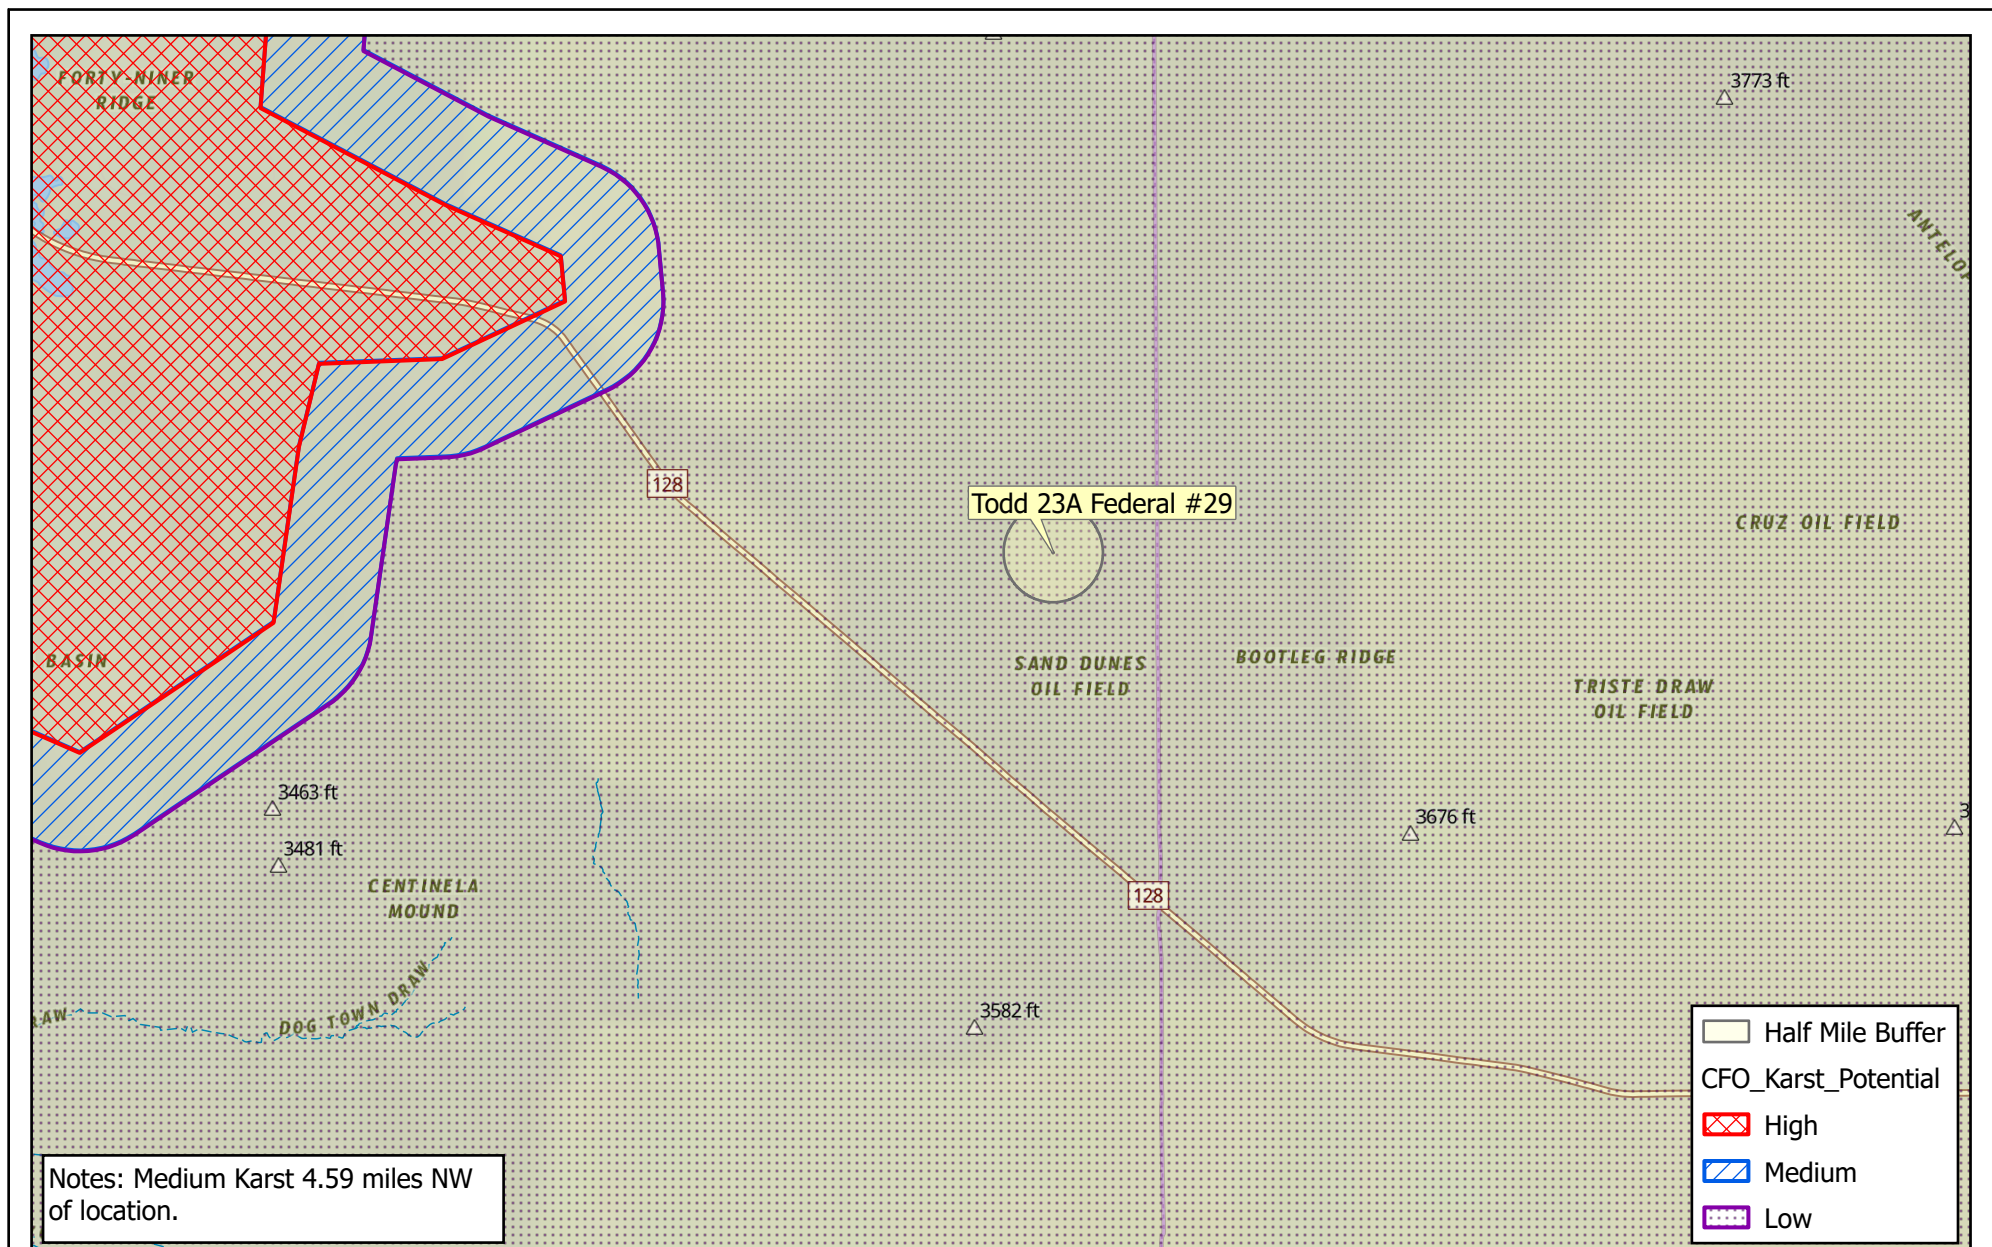 FORTY-NINER
RIDGE
3773 ft
128
Todd 23A Federal #29
CRUZ OIL FIELD
BASIN
SAND DUNES
OIL FIELD
BOOTLEG RIDGE
TRISTE DRAW
OIL FIELD
3463 ft
3676 ft
3481 ft
CENTINELA
MOUND
128
DOG TOWN DRAW
3582 ft
Half Mile Buffer
CFO_Karst_Potential
High
Medium
Low
Notes: Medium Karst 4.59 miles NW
of location.